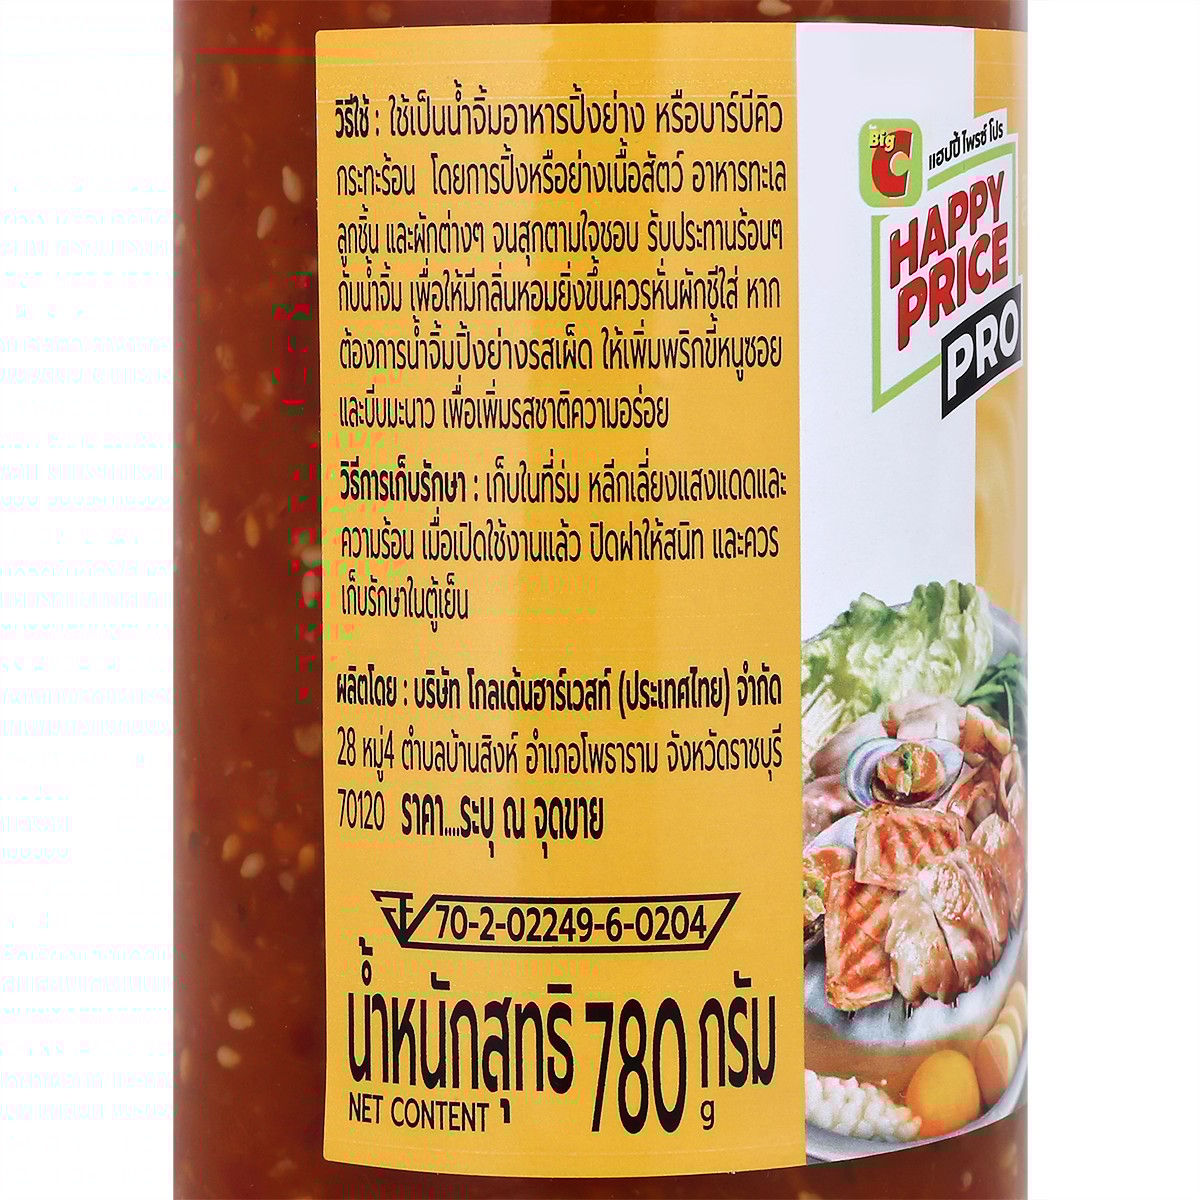 วิธีใช้ : ใช้เป็นน้ำจิ้มอาหารปิ้งย่าง หรือบาร์บีคิว
กระทะร้อน โดยการปิ้งหรือย่างเนื้อสัตว์ อาหารทะเล
ลูกชิ้น และผักต่างๆ จนสุกตามใจชอบ รับประทานร้อนๆ
กับน้ำจิ้ม เพื่อให้มีกลิ่นหอมยิ่งขึ้นควรหั่นผักชีใส่ หาก
ต้องการน้ำจิ้มปิ้งย่างรสเผ็ด ให้เพิ่มพริกขี้หนูซอย
และบีบมะนาว เพื่อเพิ่มรสชาติความอร่อย
วิธีการเก็บรักษา : เก็บในที่ร่ม หลีกเลี่ยงแสงแดดและ
ความร้อน เมื่อเปิดใช้งานแล้ว ปิดฝาให้สนิท และควร
เก็บรักษาในตู้เย็น
ผลิตโดย : บริษัท โกลเด้นฮาร์เวสท์ (ประเทศไทย) จำกัด
28 หมู่4 ตำบลบ้านสิงห์ อำเภอโพธาราม จังหวัดราชบุรี
70120 ราคา....ระบุ ณ จุดขาย
70-2-02249-6-0204
น้ำหนักสุทธิ 780 กรัม
NET CONTENT g
Big C
แฮปปี้ ไพรซ์ โปร
HAPPY
PRICE
PRO